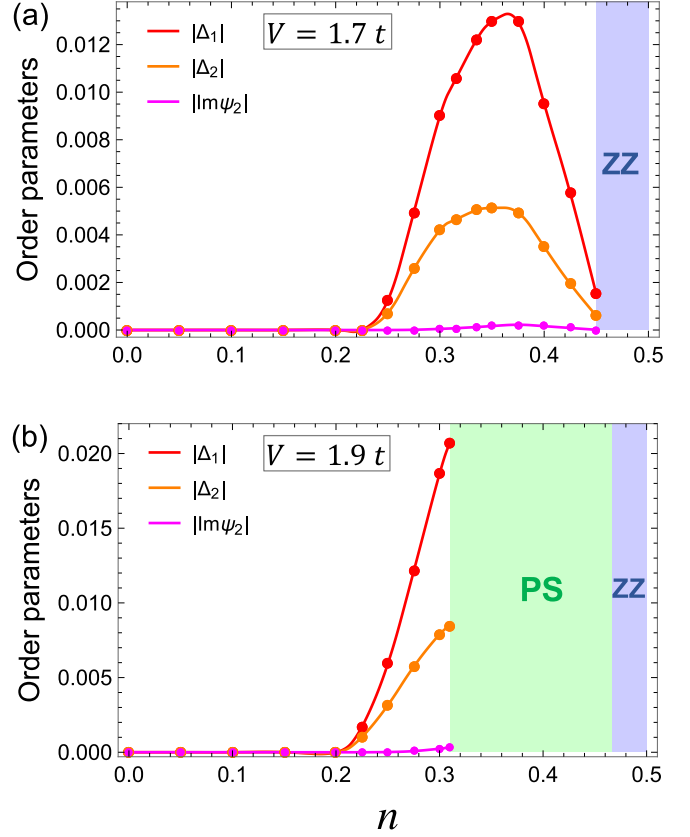 (a)
V = 1.7 t
|Δ₁|
|Δ₂|
|Imψ₂|
Order parameters
0.012
0.010
0.008
0.006
0.004
0.002
0.000
ZZ
0.0 0.1 0.2 0.3 0.4 0.5
(b)
V = 1.9 t
|Δ₁|
|Δ₂|
|Imψ₂|
Order parameters
0.020
0.015
0.010
0.005
0.000
PS
ZZ
0.0 0.1 0.2 0.3 0.4 0.5
n